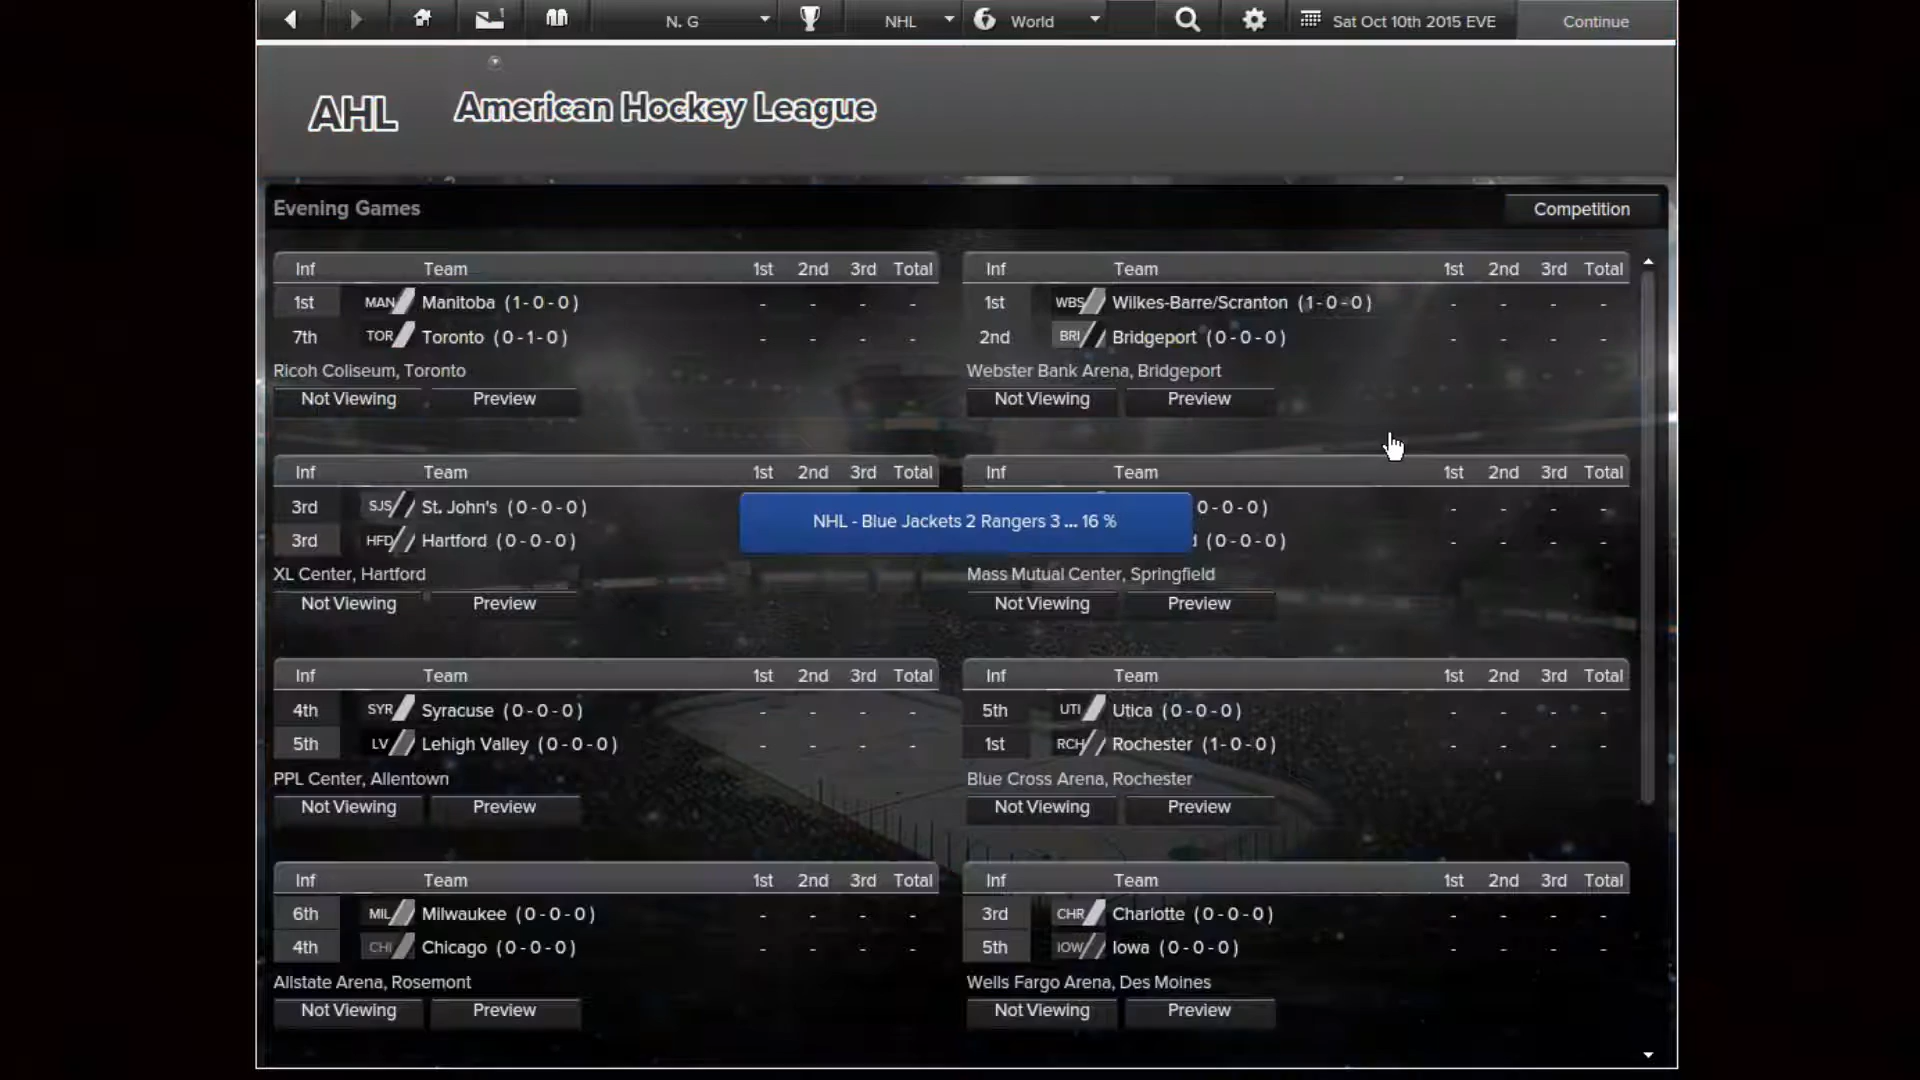 1
N. G
NHL
World
Sat Oct 10th 2015 EVE
Continue
AHL
American Hockey League
Evening Games
Competition
Inf Team 1st 2nd 3rd Total
1st MAN Manitoba (1-0-0) - - - -
7th TOR Toronto (0-1-0) - - - -
Ricoh Coliseum, Toronto
Not Viewing Preview
Inf Team 1st 2nd 3rd Total
1st WBS Wilkes-Barre/Scranton (1-0-0) - - - -
2nd BRI Bridgeport (0-0-0) - - - -
Webster Bank Arena, Bridgeport
Not Viewing Preview
Inf Team 1st 2nd 3rd Total
3rd SJS St. John's (0-0-0)
3rd HFD Hartford (0-0-0)
XL Center, Hartford
Not Viewing Preview
Inf Team 1st 2nd 3rd Total
0-0-0) - - - -
(0-0-0) - - - -
Mass Mutual Center, Springfield
Not Viewing Preview
NHL - Blue Jackets 2 Rangers 3 ... 16 %
Inf Team 1st 2nd 3rd Total
4th SYR Syracuse (0-0-0) - - - -
5th LV Lehigh Valley (0-0-0) - - - -
PPL Center, Allentown
Not Viewing Preview
Inf Team 1st 2nd 3rd Total
5th UTI Utica (0-0-0) - - - -
1st RCH Rochester (1-0-0) - - - -
Blue Cross Arena, Rochester
Not Viewing Preview
Inf Team 1st 2nd 3rd Total
6th MIL Milwaukee (0-0-0) - - - -
4th CHI Chicago (0-0-0) - - - -
Allstate Arena, Rosemont
Not Viewing Preview
Inf Team 1st 2nd 3rd Total
3rd CHR Charlotte (0-0-0) - - - -
5th IOW Iowa (0-0-0) - - - -
Wells Fargo Arena, Des Moines
Not Viewing Preview